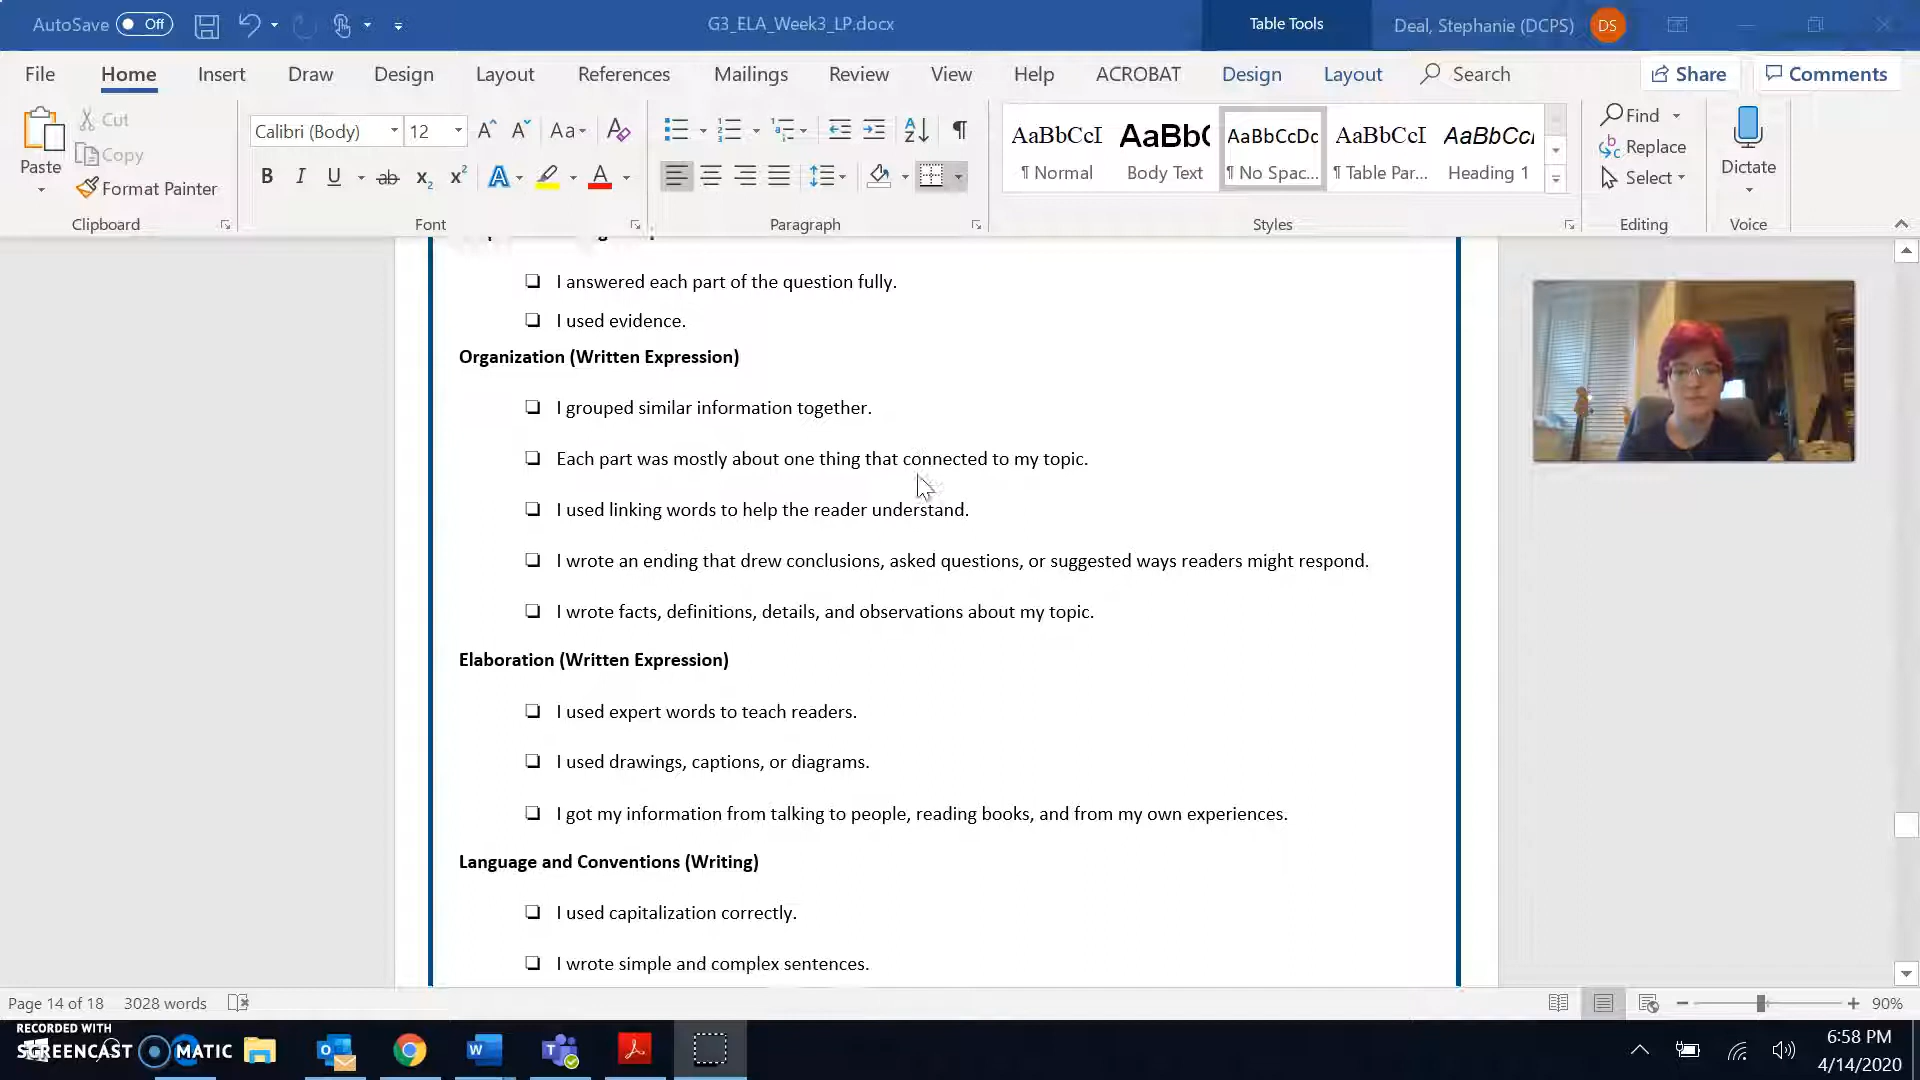 AutoSave Off G3_ELA_Week3_LP.docx Table Tools Deal, Stephanie (DCPS) DS
File Home Insert Draw Design Layout References Mailings Review View Help ACROBAT Design Layout Search Share Comments
Paste
Cut
Copy
Format Painter
Clipboard
Calibri (Body) 12 Aa
B I U ab x₂ x² A A
Font
Paragraph
AaBbCcI AaBbC AaBbCcDc AaBbCcI AaBbCcI
¶ Normal Body Text ¶ No Spac... ¶ Table Par... Heading 1
Styles
Find
Replace
Select
Editing
Dictate
Voice
I answered each part of the question fully.
I used evidence.
Organization (Written Expression)
I grouped similar information together.
Each part was mostly about one thing that connected to my topic.
I used linking words to help the reader understand.
I wrote an ending that drew conclusions, asked questions, or suggested ways readers might respond.
I wrote facts, definitions, details, and observations about my topic.
Elaboration (Written Expression)
I used expert words to teach readers.
I used drawings, captions, or diagrams.
I got my information from talking to people, reading books, and from my own experiences.
Language and Conventions (Writing)
I used capitalization correctly.
I wrote simple and complex sentences.
Page 14 of 18 3028 words 90%
RECORDED WITH
SCREENCAST MATIC
6:58 PM
4/14/2020